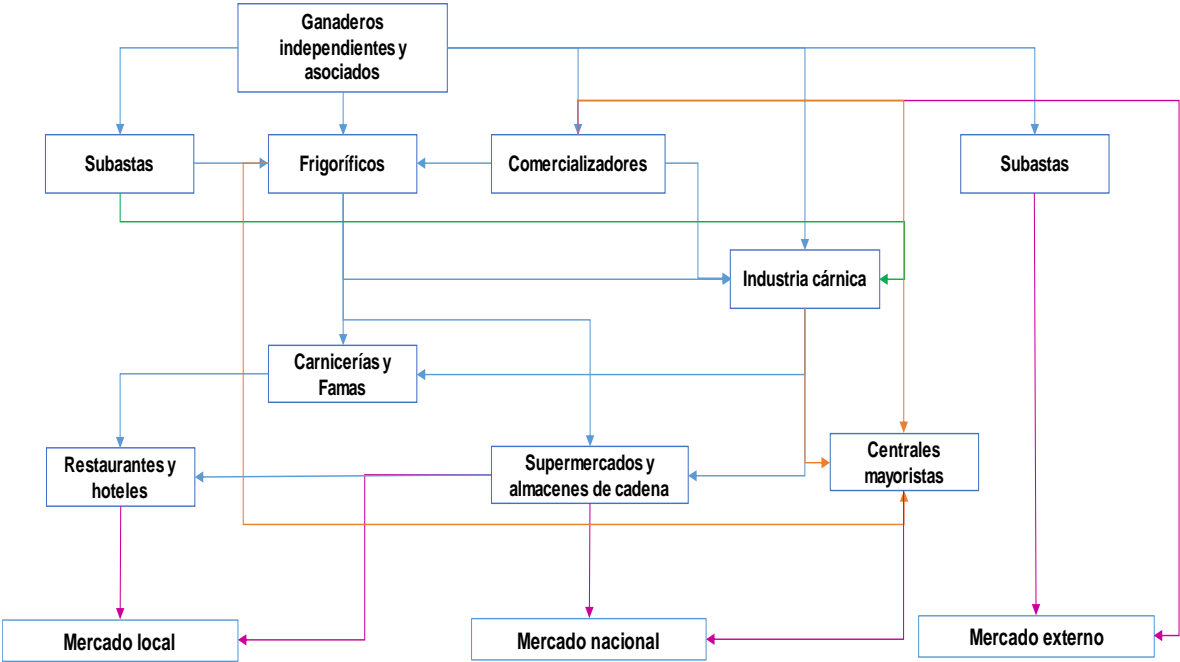 Ganaderos
independientes y
asociados
Subastas
Frigoríficos
Comercializadores
Subastas
Industria cárnica
Carnicerías y
Famas
Restaurantes y
hoteles
Supermercados y
almacenes de cadena
Centrales
mayoristas
Mercado local
Mercado nacional
Mercado externo